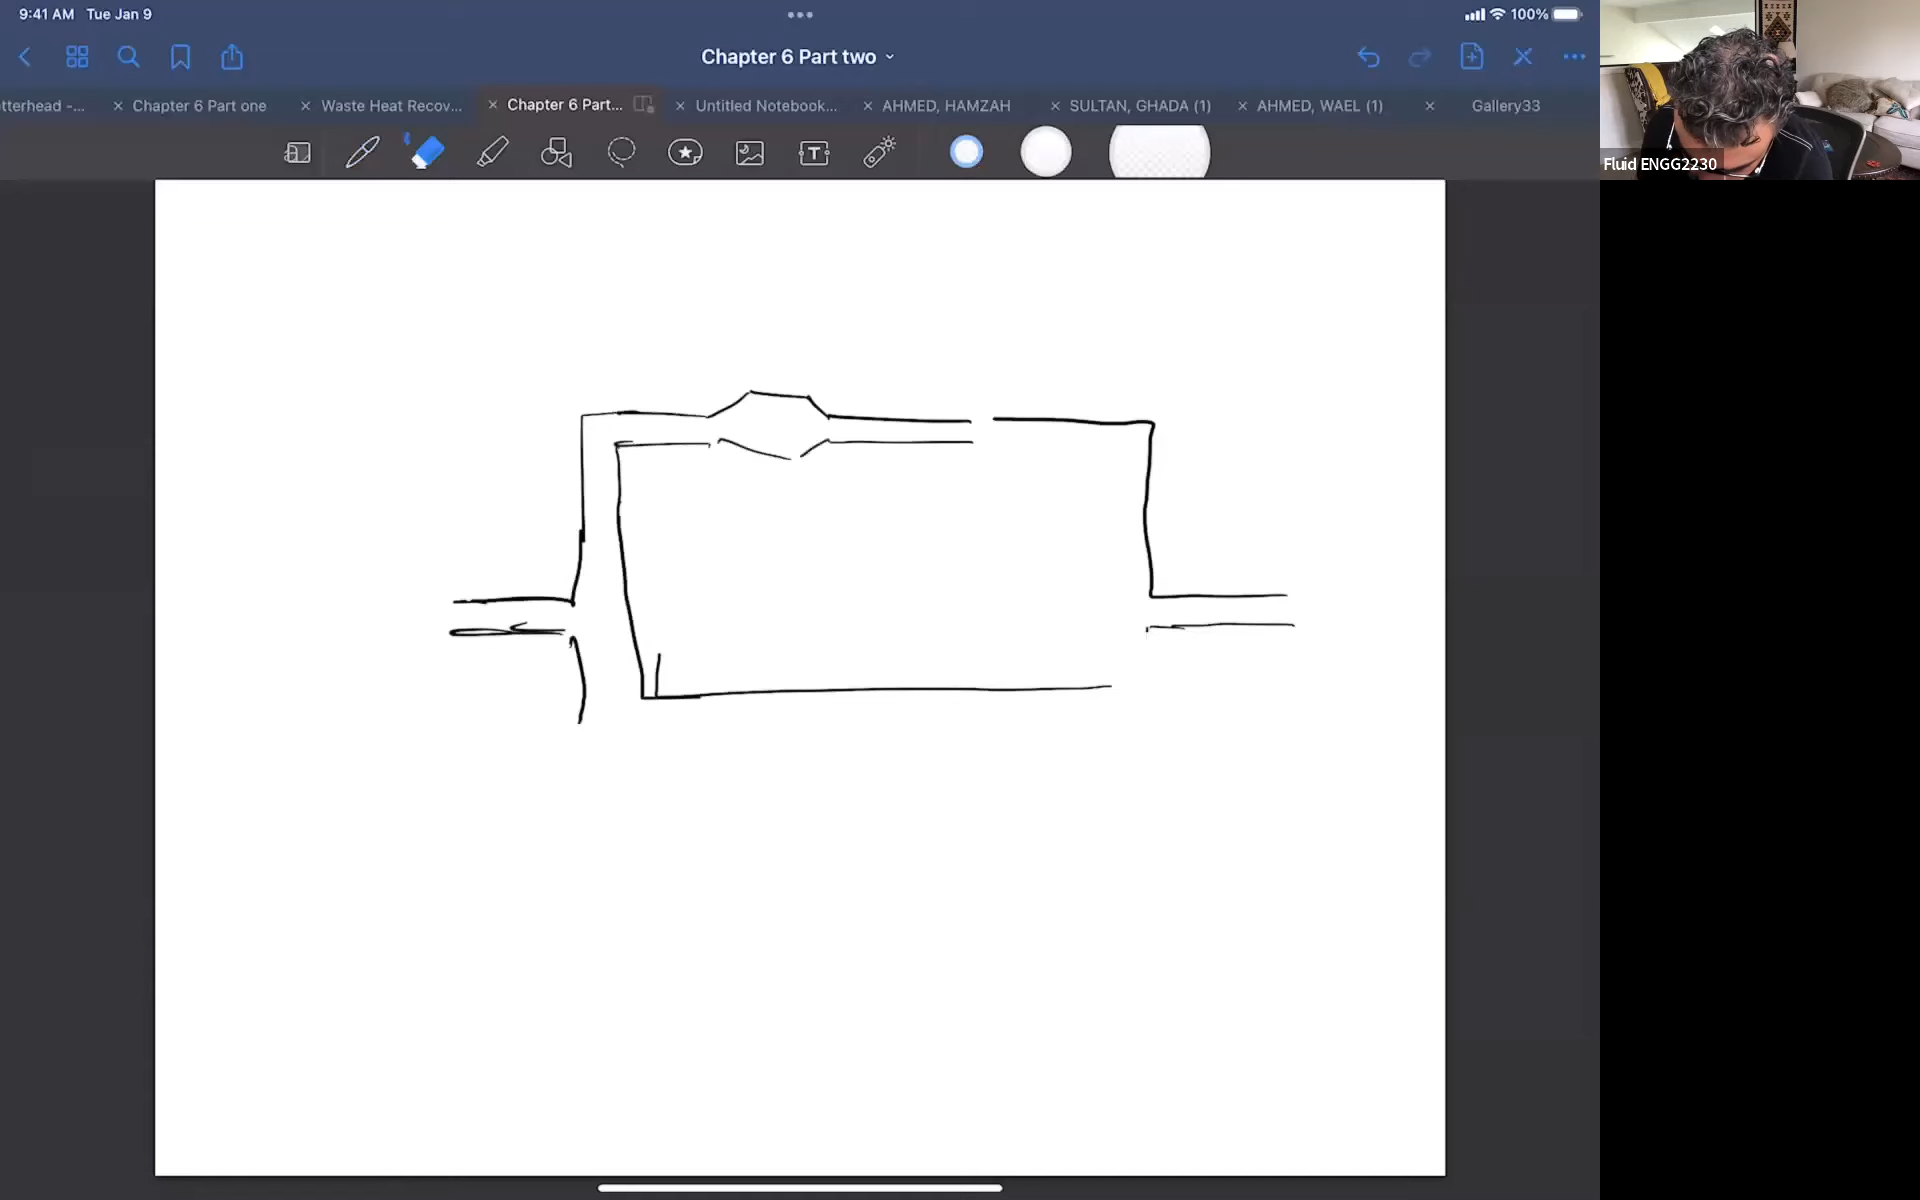 9:41 AM Tue Jan 9
100%
Chapter 6 Part two
etterhead -...
Chapter 6 Part one
Waste Heat Recov...
Chapter 6 Part...
Untitled Notebook...
AHMED, HAMZAH
SULTAN, GHADA (1)
AHMED, WAEL (1)
Gallery33
T
Fluid ENGG2230